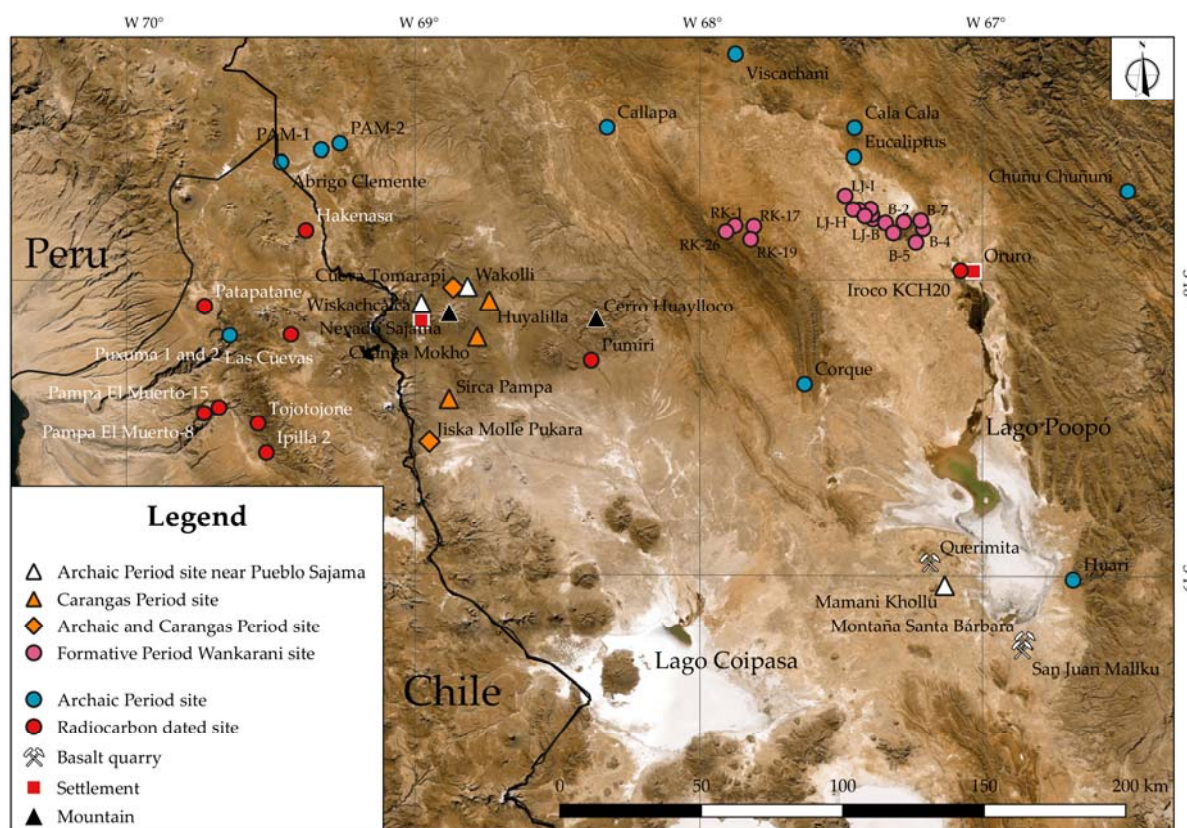 W 70°
W 69°
W 68°
W 67°
N
Viscachani
Callapa
Cala Cala
PAM-2
PAM-1
Eucaliptus
Abrigo Clemente
Chuñu Chuñuni
LJ-I
Hakenasa
RK-1
RK-17
LJ-H
B-2
B-7
LJ-B
B-4
RK-26
RK-19
B-5
Peru
Oruro
Cueva Tomarapi
Wakolli
Iroco KCH20
S 18°
Patapatane
Wiskachcalca
Huyalilla
Cerro Huaylloco
Nevado Sajama
Pumiri
Puxuma 1 and 2
Las Cuevas
Pampa El Muerto-15
Sirca Pampa
Corque
Tojotojone
Jiska Molle Pukara
Lago Poopó
Pampa El Muerto-8
Ipilla 2
Legend
Archaic Period site near Pueblo Sajama
Carangas Period site
Archaic and Carangas Period site
Formative Period Wankarani site
Archaic Period site
Radiocarbon dated site
Basalt quarry
Settlement
Mountain
Querimita
Huari
S 19°
Mamani Khollu
Montaña Santa Bárbara
Lago Coipasa
San Juan Mallku
Chile
0
50
100
150
200 km